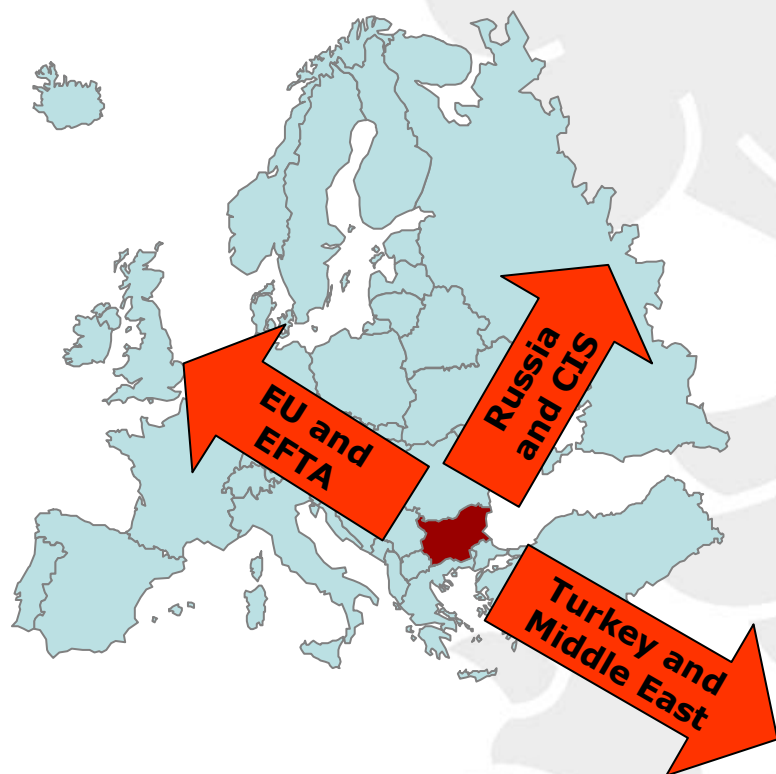 Russia
and CIS
EU and
EFTA
Turkey and
Middle East